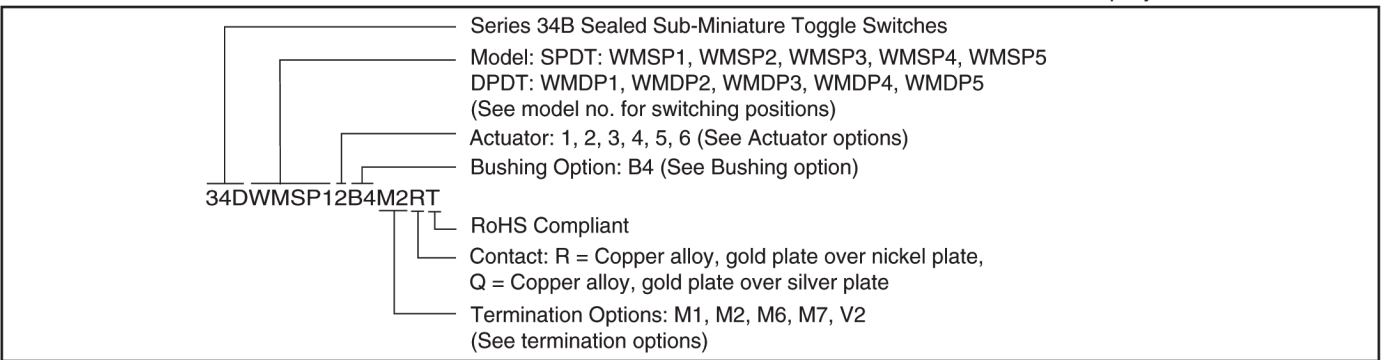 Series 34B Sealed Sub-Miniature Toggle Switches
Model: SPDT: WMSP1, WMSP2, WMSP3, WMSP4, WMSP5
DPDT: WMDP1, WMDP2, WMDP3, WMDP4, WMDP5
(See model no. for switching positions)
Actuator: 1, 2, 3, 4, 5, 6 (See Actuator options)
Bushing Option: B4 (See Bushing option)
34DWMSP12B4M2RT
RoHS Compliant
Contact: R = Copper alloy, gold plate over nickel plate,
Q = Copper alloy, gold plate over silver plate
Termination Options: M1, M2, M6, M7, V2
(See termination options)